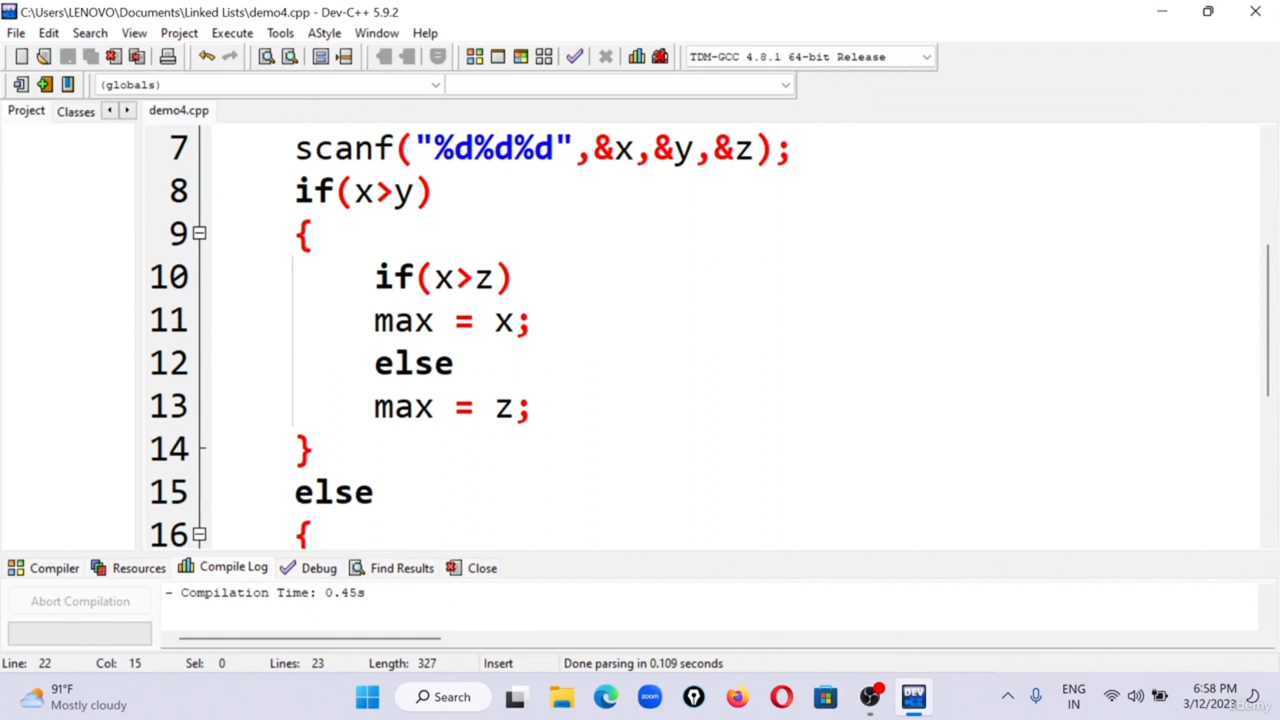 C:\Users\LENOVO\Documents\Linked Lists\demo4.cpp - Dev-C++ 5.9.2
File Edit Search View Project Execute Tools AStyle Window Help
TDM-GCC 4.8.1 64-bit Release
(globals)
Project Classes demo4.cpp
7 scanf("%d%d%d",&x,&y,&z);
8 if(x>y)
9 {
10 if(x>z)
11 max = x;
12 else
13 max = z;
14 }
15 else
16 {
Compiler Resources Compile Log Debug Find Results Close
Abort Compilation
- Compilation Time: 0.45s
Line: 22 Col: 15 Sel: 0 Lines: 23 Length: 327 Insert Done parsing in 0.109 seconds
91°F
Mostly cloudy
Search
zoom
DEV
ENG
IN
6:58 PM
3/12/2023
Udemy